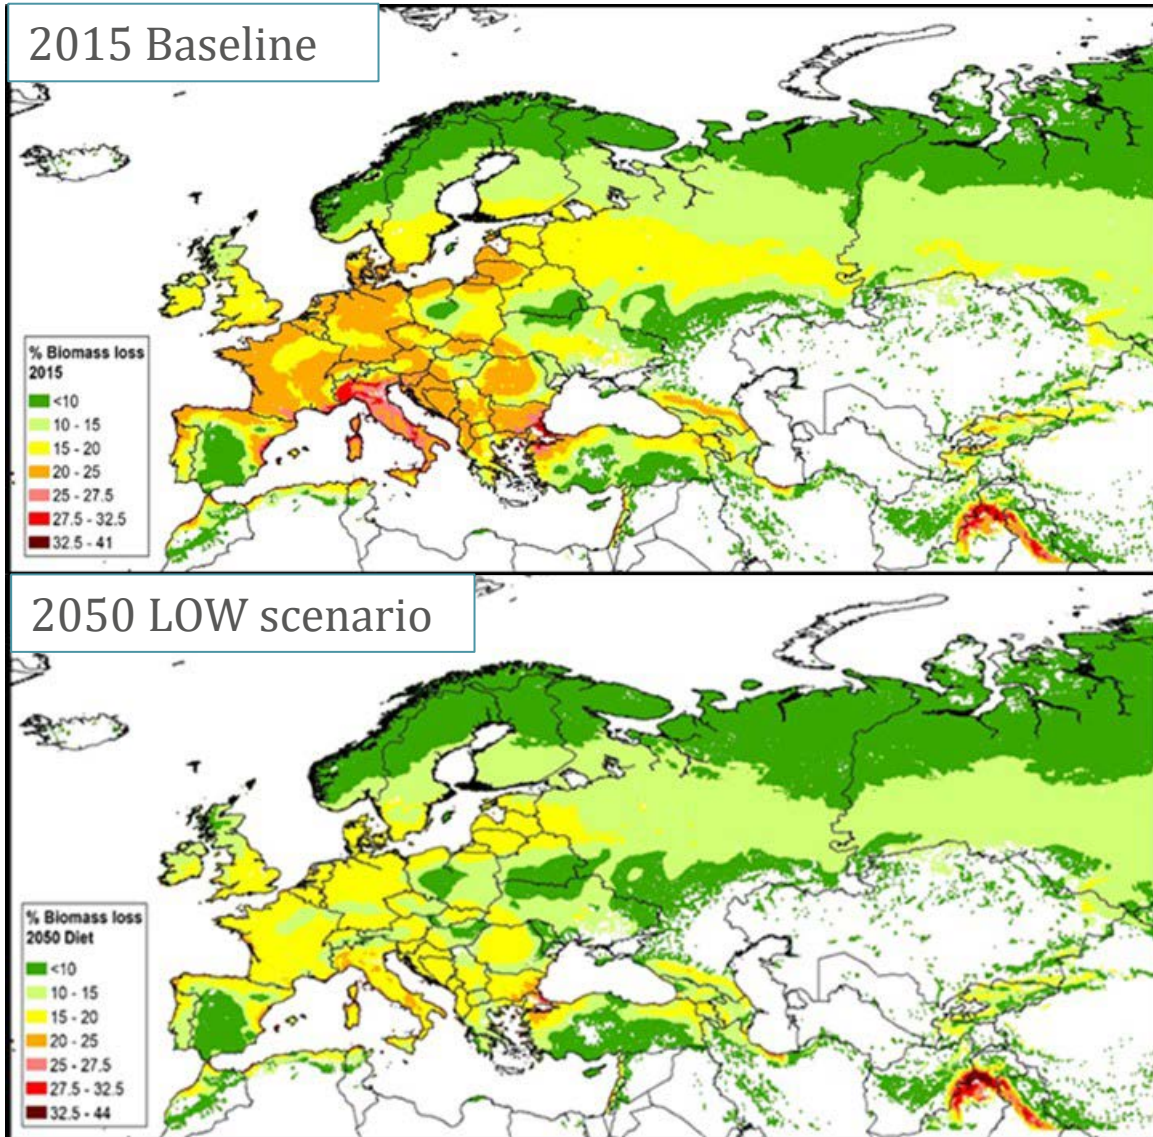 2015 Baseline
% Biomass loss
2015
<10
10 - 15
15 - 20
20 - 25
25 - 27.5
27.5 - 32.5
32.5 - 41
2050 LOW scenario
% Biomass loss
2050 Diet
<10
10 - 15
15 - 20
20 - 25
25 - 27.5
27.5 - 32.5
32.5 - 44